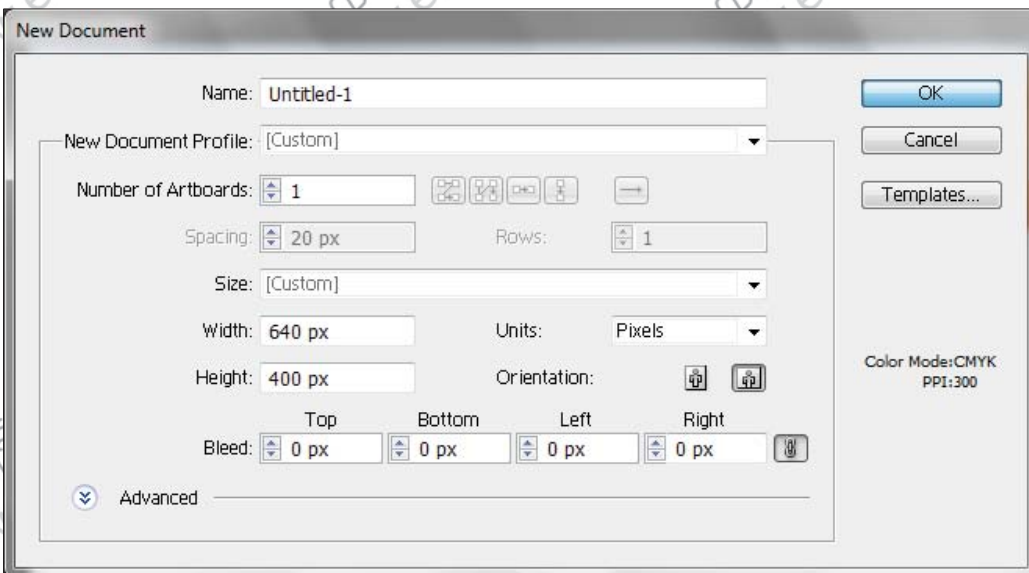 New Document
Name: Untitled-1
OK
New Document Profile: [Custom]
Cancel
Number of Artboards: 1
Templates...
Spacing: 20 px Rows: 1
Size: [Custom]
Width: 640 px Units: Pixels
Height: 400 px Orientation:
Color Mode:CMYK
PPI:300
Top Bottom Left Right
Bleed: 0 px 0 px 0 px 0 px
Advanced